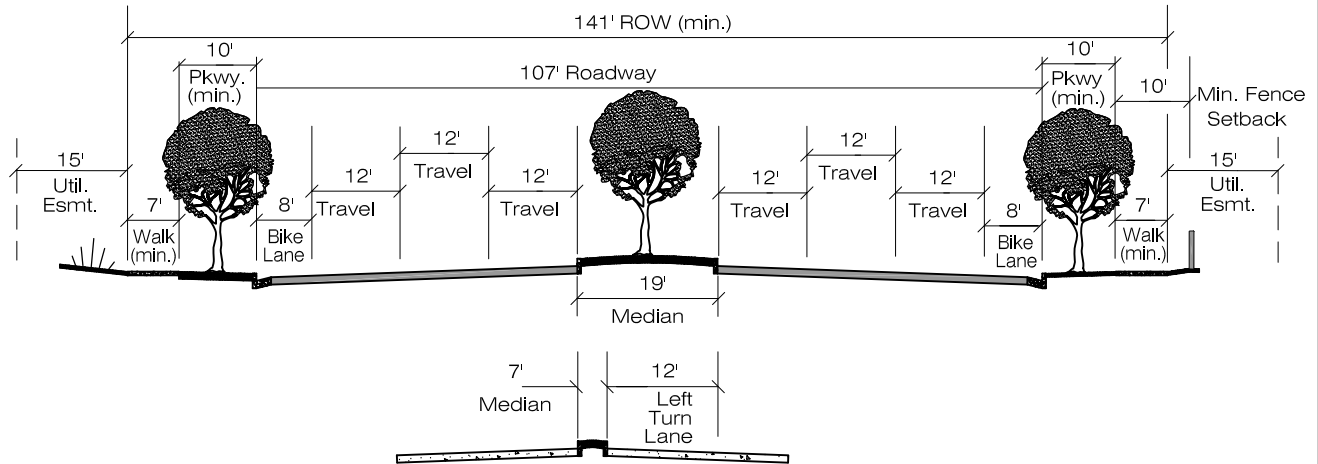 141' ROW (min.)
10'
Pkwy.
(min.)
107' Roadway
10'
Pkwy
(min.)
10'
Min. Fence
Setback
15'
Util.
Esmt.
7'
Walk
(min.)
8'
Bike
Lane
12'
Travel
12'
Travel
12'
Travel
12'
Travel
12'
Travel
12'
Travel
8'
Bike
Lane
7'
Walk
(min.)
15'
Util.
Esmt.
19'
Median
7'
Median
12'
Left
Turn
Lane